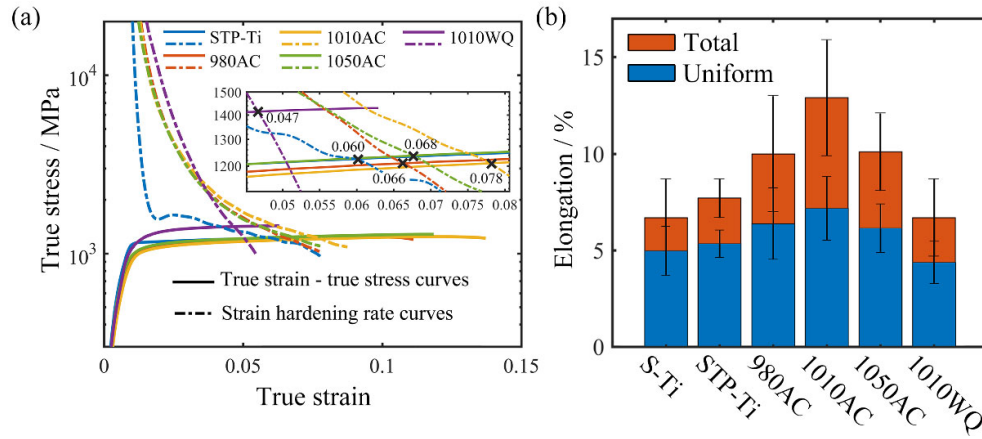 (a)
True stress / MPa
10^4
10^3
STP-Ti
1010AC
1010WQ
980AC
1050AC
1500
1400
1300
1200
0.047
0.060
0.068
0.066
0.078
0.05
0.055
0.06
0.065
0.07
0.075
0.08
True strain - true stress curves
Strain hardening rate curves
0
0.05
0.1
0.15
True strain
(b)
Elongation / %
15
10
5
0
Total
Uniform
S-Ti
STP-Ti
980AC
1010AC
1050AC
1010WQ